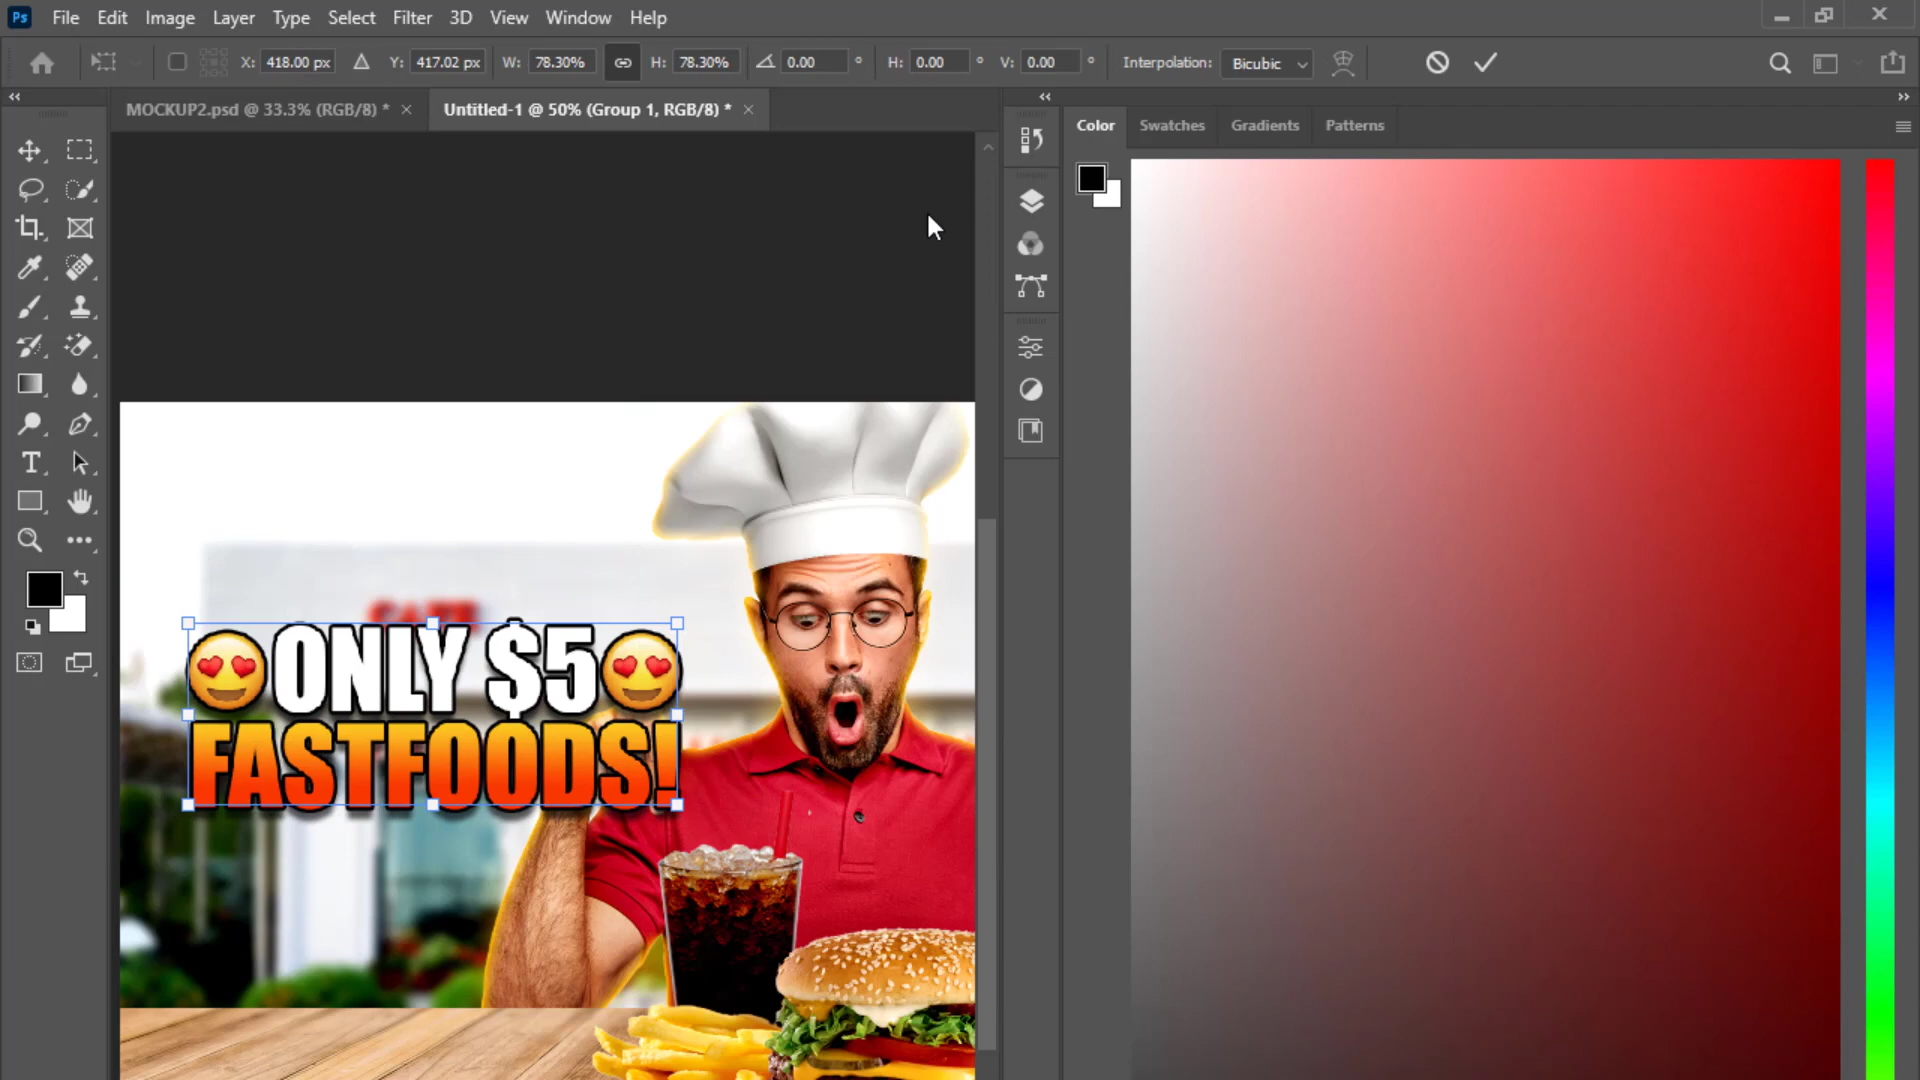 Ps File Edit Image Layer Type Select Filter 3D View Window Help
X: 418.00 px Y: 417.02 px W: 78.30% H: 78.30% 0.00 ° H: 0.00 ° V: 0.00 ° Interpolation: Bicubic
MOCKUP2.psd @ 33.3% (RGB/8) * × Untitled-1 @ 50% (Group 1, RGB/8) * ×
Color Swatches Gradients Patterns
CAFE
ONLY $5
FASTFOODS!